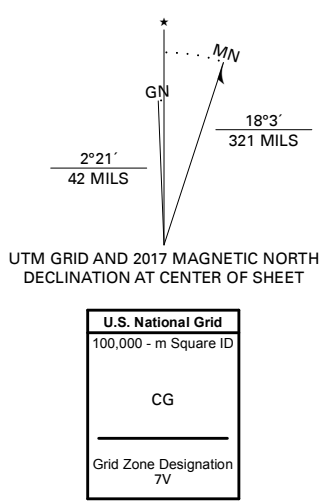 ★
MN
GN
18°3´
321 MILS
2°21´
42 MILS
UTM GRID AND 2017 MAGNETIC NORTH
DECLINATION AT CENTER OF SHEET
U.S. National Grid
100,000 - m Square ID
CG
Grid Zone Designation
7V